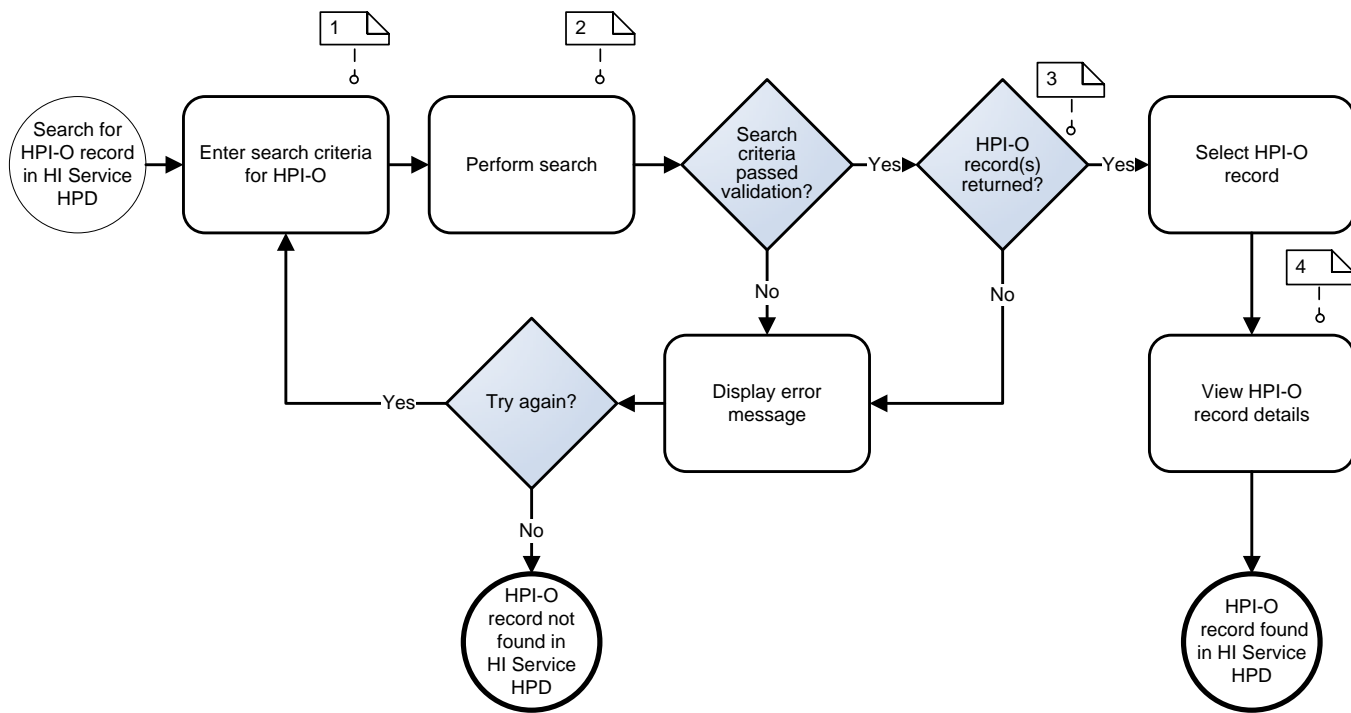 1
2
3
Search for
HPI-O record
in HI Service
HPD
Enter search criteria
for HPI-O
Perform search
Search
criteria
passed
validation?
Yes
HPI-O
record(s)
returned?
Yes
Select HPI-O
record
No
No
4
Try again?
Yes
Display error
message
View HPI-O
record details
No
HPI-O
record not
found in
HI Service
HPD
HPI-O
record found
in HI Service
HPD